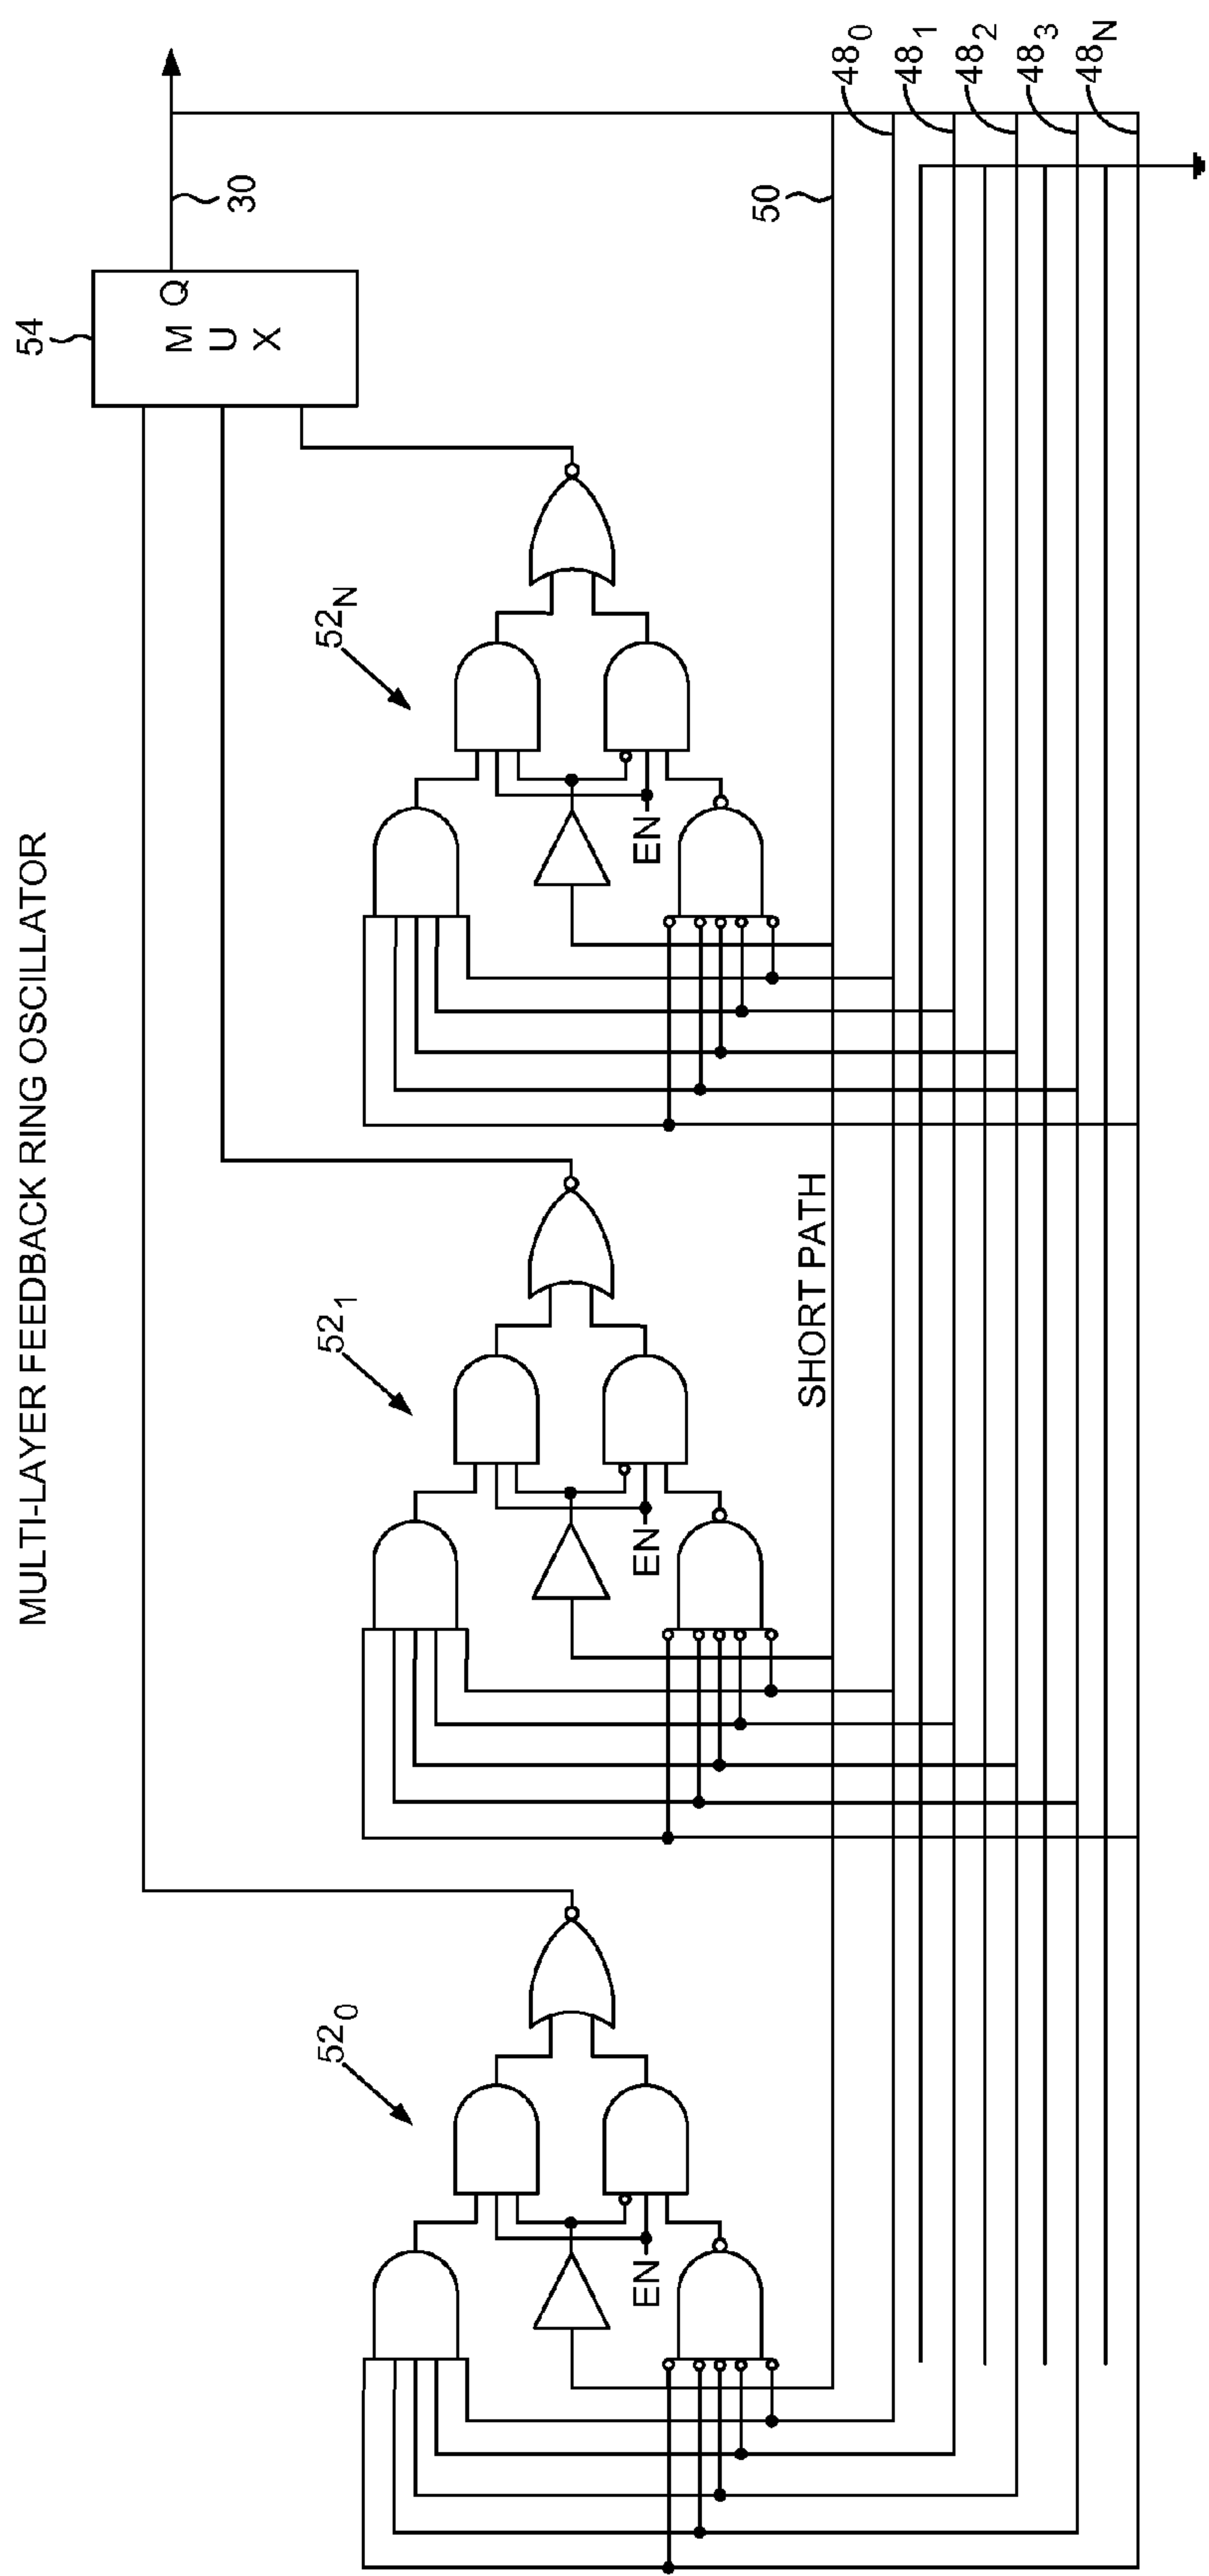 MULTI-LAYER FEEDBACK RING OSCILLATOR
54
M Q
U
X
30
52N
521
520
EN
EN
EN
SHORT PATH
50
480
481
482
483
48N